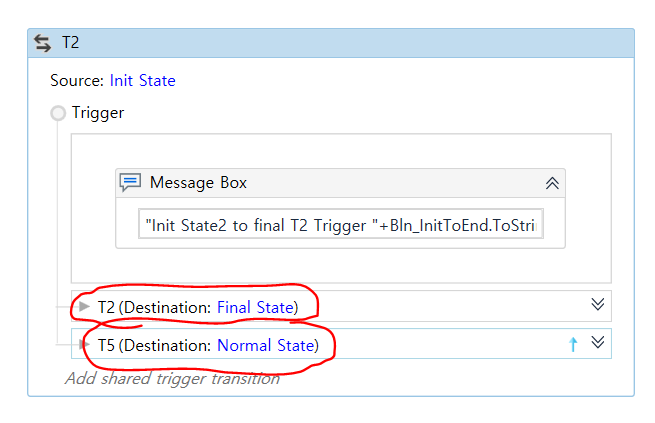 T2
Source: Init State
Trigger
Message Box
"Init State2 to final T2 Trigger "+Bln_InitToEnd.ToStri
T2 (Destination: Final State)
T5 (Destination: Normal State)
Add shared trigger transition